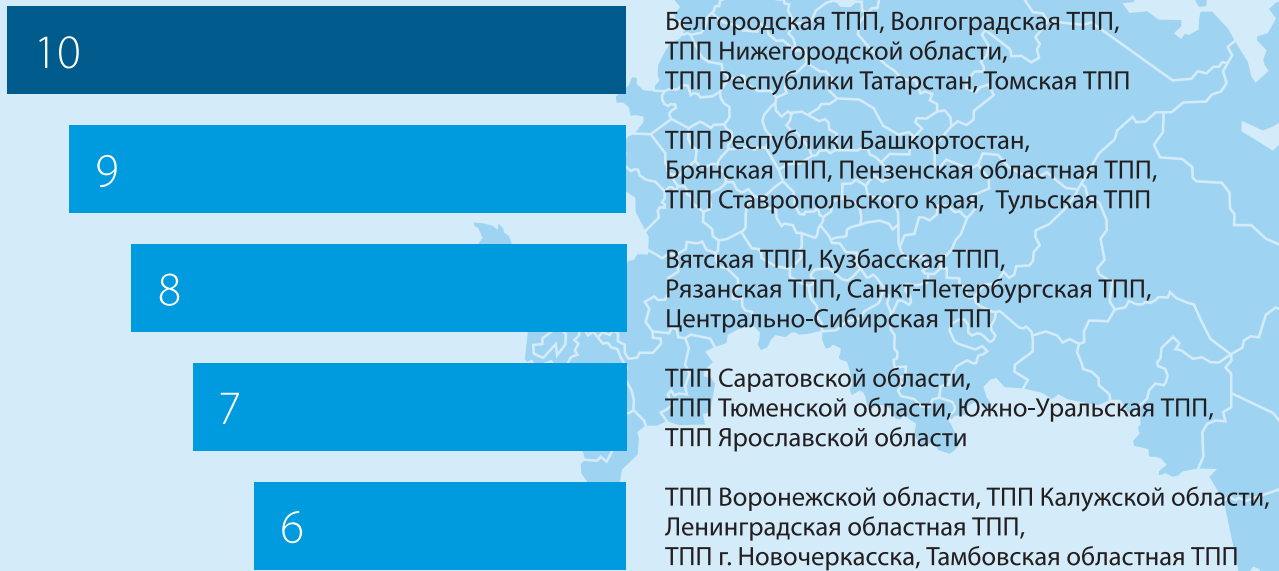 10
Белгородская ТПП, Волгоградская ТПП,
ТПП Нижегородской области,
ТПП Республики Татарстан, Томская ТПП
9
ТПП Республики Башкортостан,
Брянская ТПП, Пензенская областная ТПП,
ТПП Ставропольского края, Тульская ТПП
8
Вятская ТПП, Кузбасская ТПП,
Рязанская ТПП, Санкт-Петербургская ТПП,
Центрально-Сибирская ТПП
7
ТПП Саратовской области,
ТПП Тюменской области, Южно-Уральская ТПП,
ТПП Ярославской области
6
ТПП Воронежской области, ТПП Калужской области,
Ленинградская областная ТПП,
ТПП г. Новочеркасска, Тамбовская областная ТПП